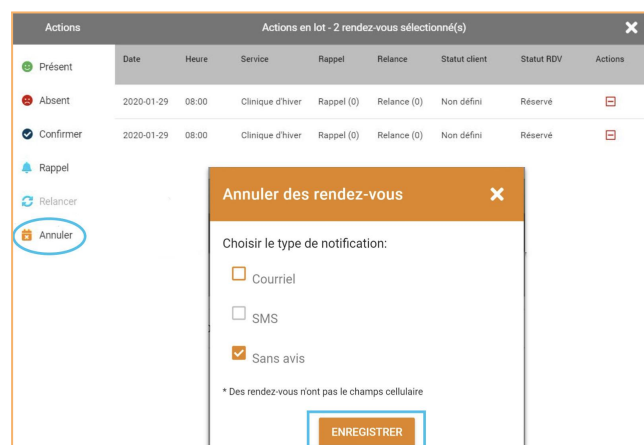 Actions
Actions en lot - 2 rendez-vous sélectionné(s)
Présent
Absent
Confirmer
Rappel
Relancer
Annuler
Date Heure Service Rappel Relance Statut client Statut RDV Actions
2020-01-29 08:00 Clinique d'hiver Rappel (0) Relance (0) Non défini Réservé
2020-01-29 08:00 Clinique d'hiver Rappel (0) Relance (0) Non défini Réservé
Annuler des rendez-vous
Choisir le type de notification:
Courriel
SMS
Sans avis
* Des rendez-vous n'ont pas le champs cellulaire
ENREGISTRER